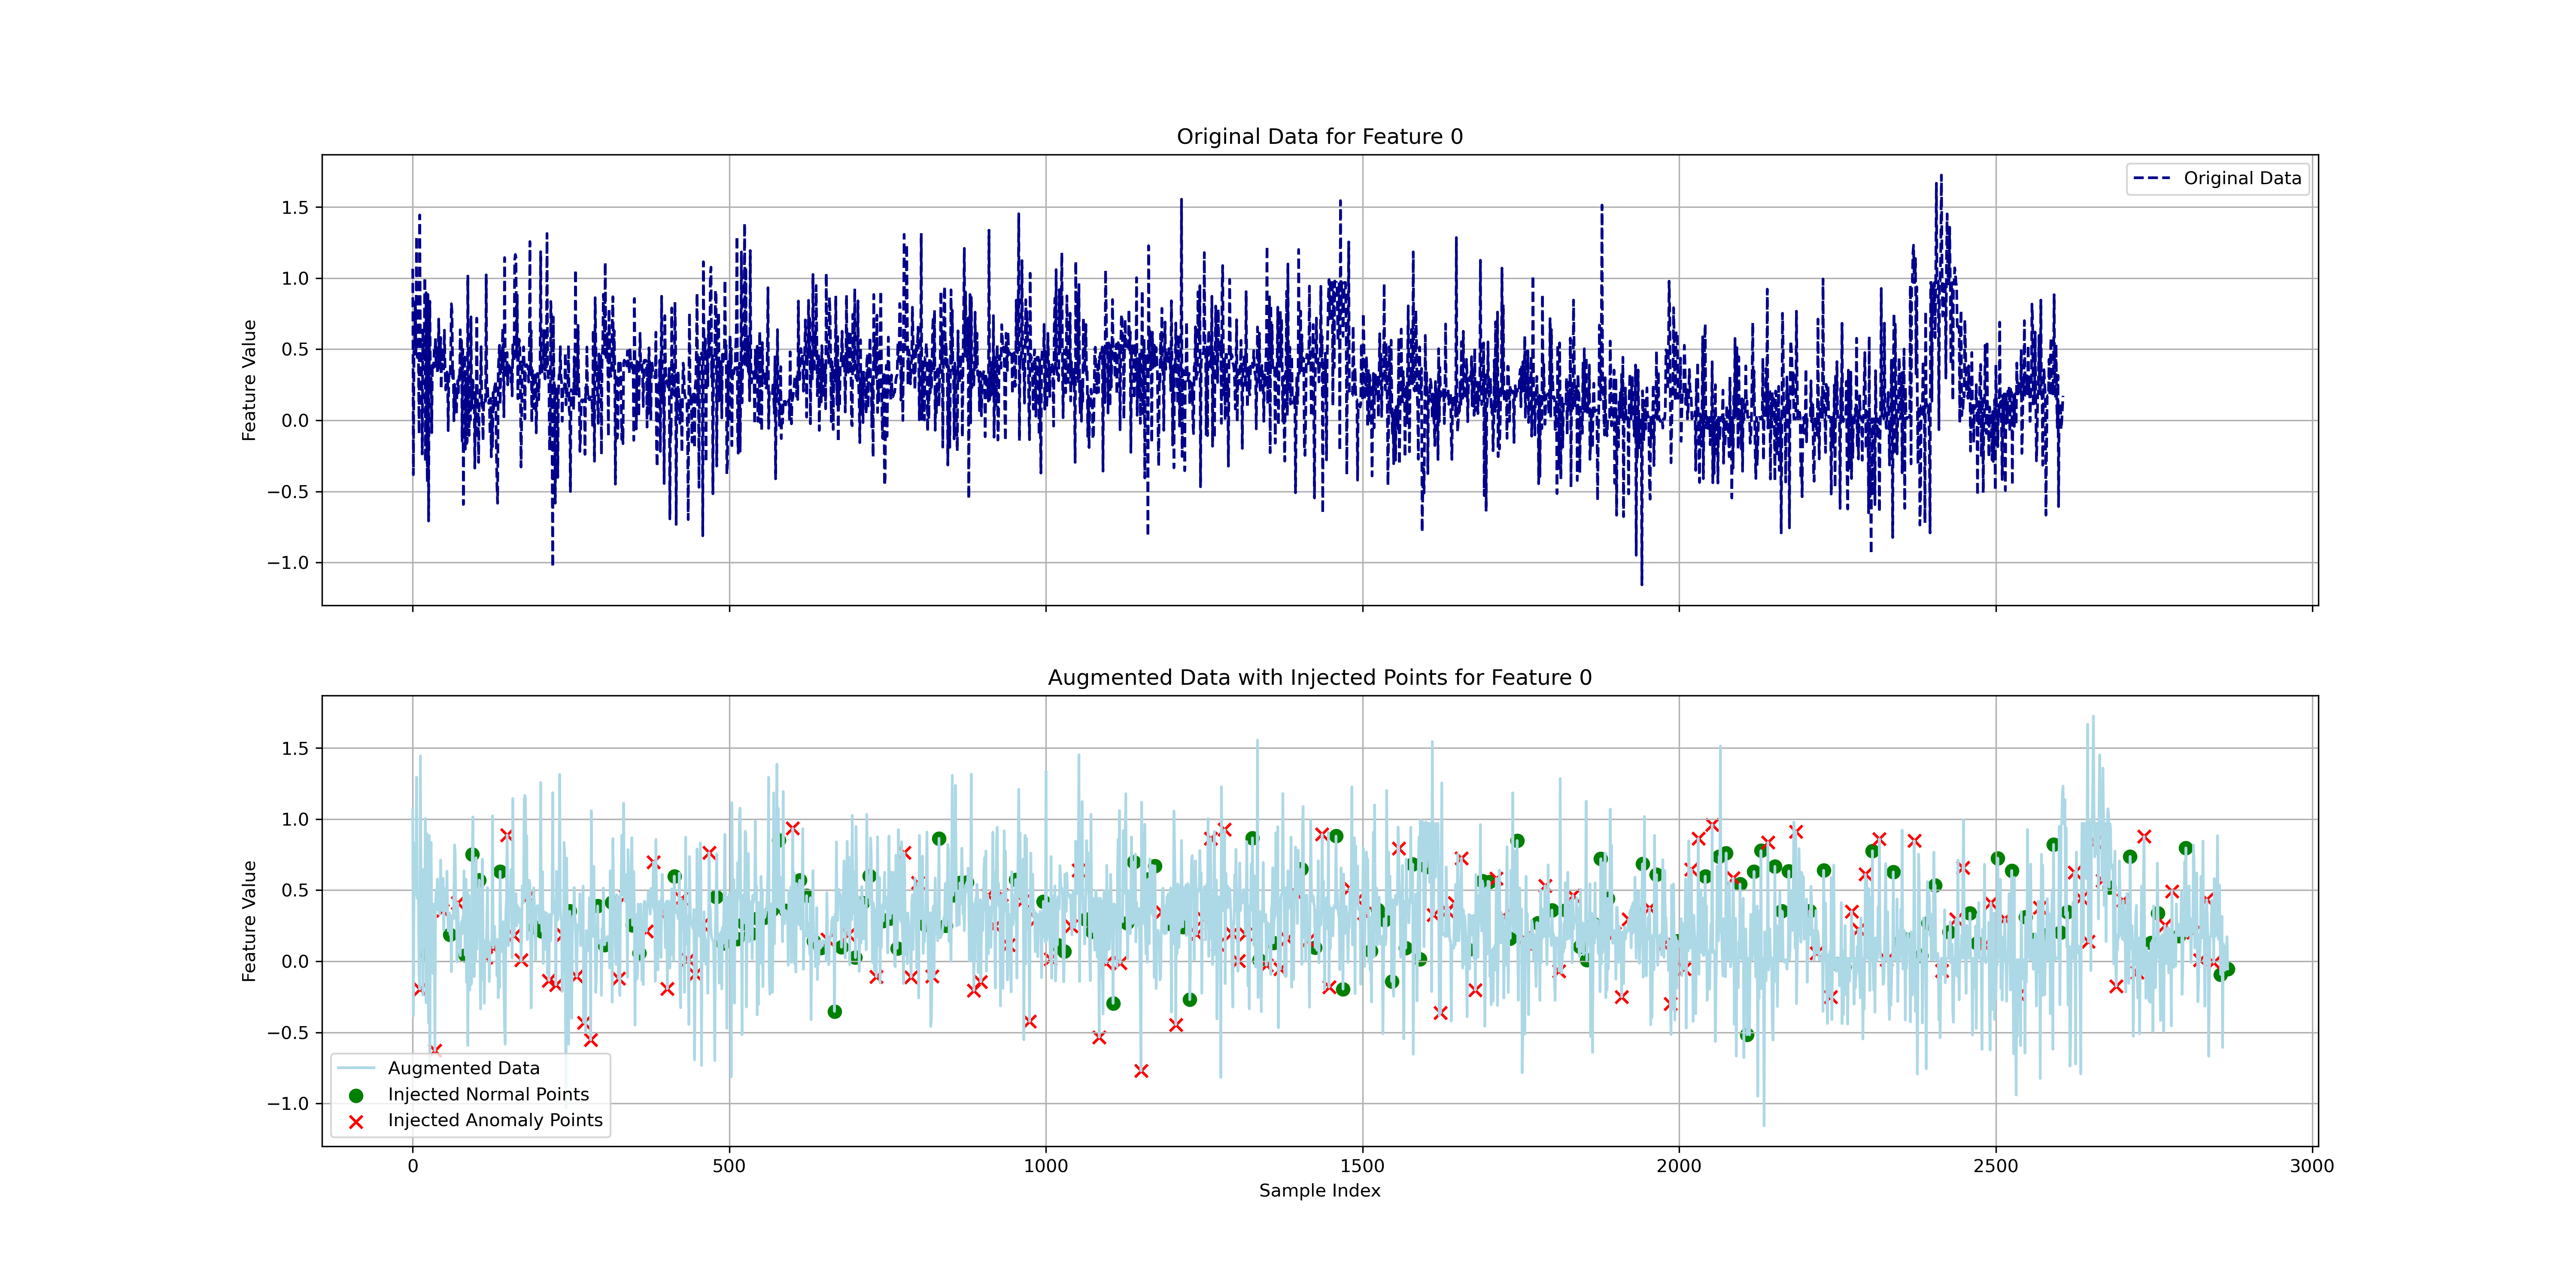 Original Data for Feature 0
Original Data
Feature Value
1.5
1.0
0.5
0.0
−0.5
−1.0
Augmented Data with Injected Points for Feature 0
Feature Value
1.5
1.0
0.5
0.0
−0.5
−1.0
Augmented Data
Injected Normal Points
Injected Anomaly Points
0 500 1000 1500 2000 2500 3000
Sample Index